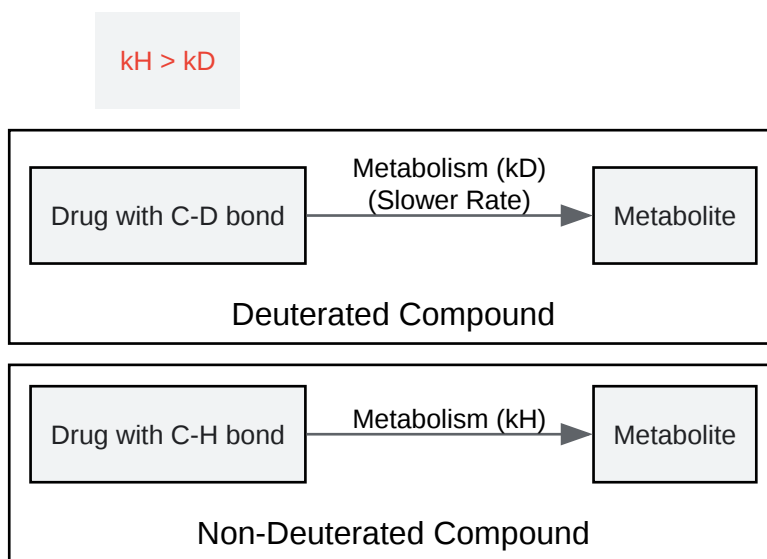 kH > kD
Metabolism (kD)
(Slower Rate)
Drug with C-D bond
Metabolite
Deuterated Compound
Drug with C-H bond
Metabolism (kH)
Metabolite
Non-Deuterated Compound